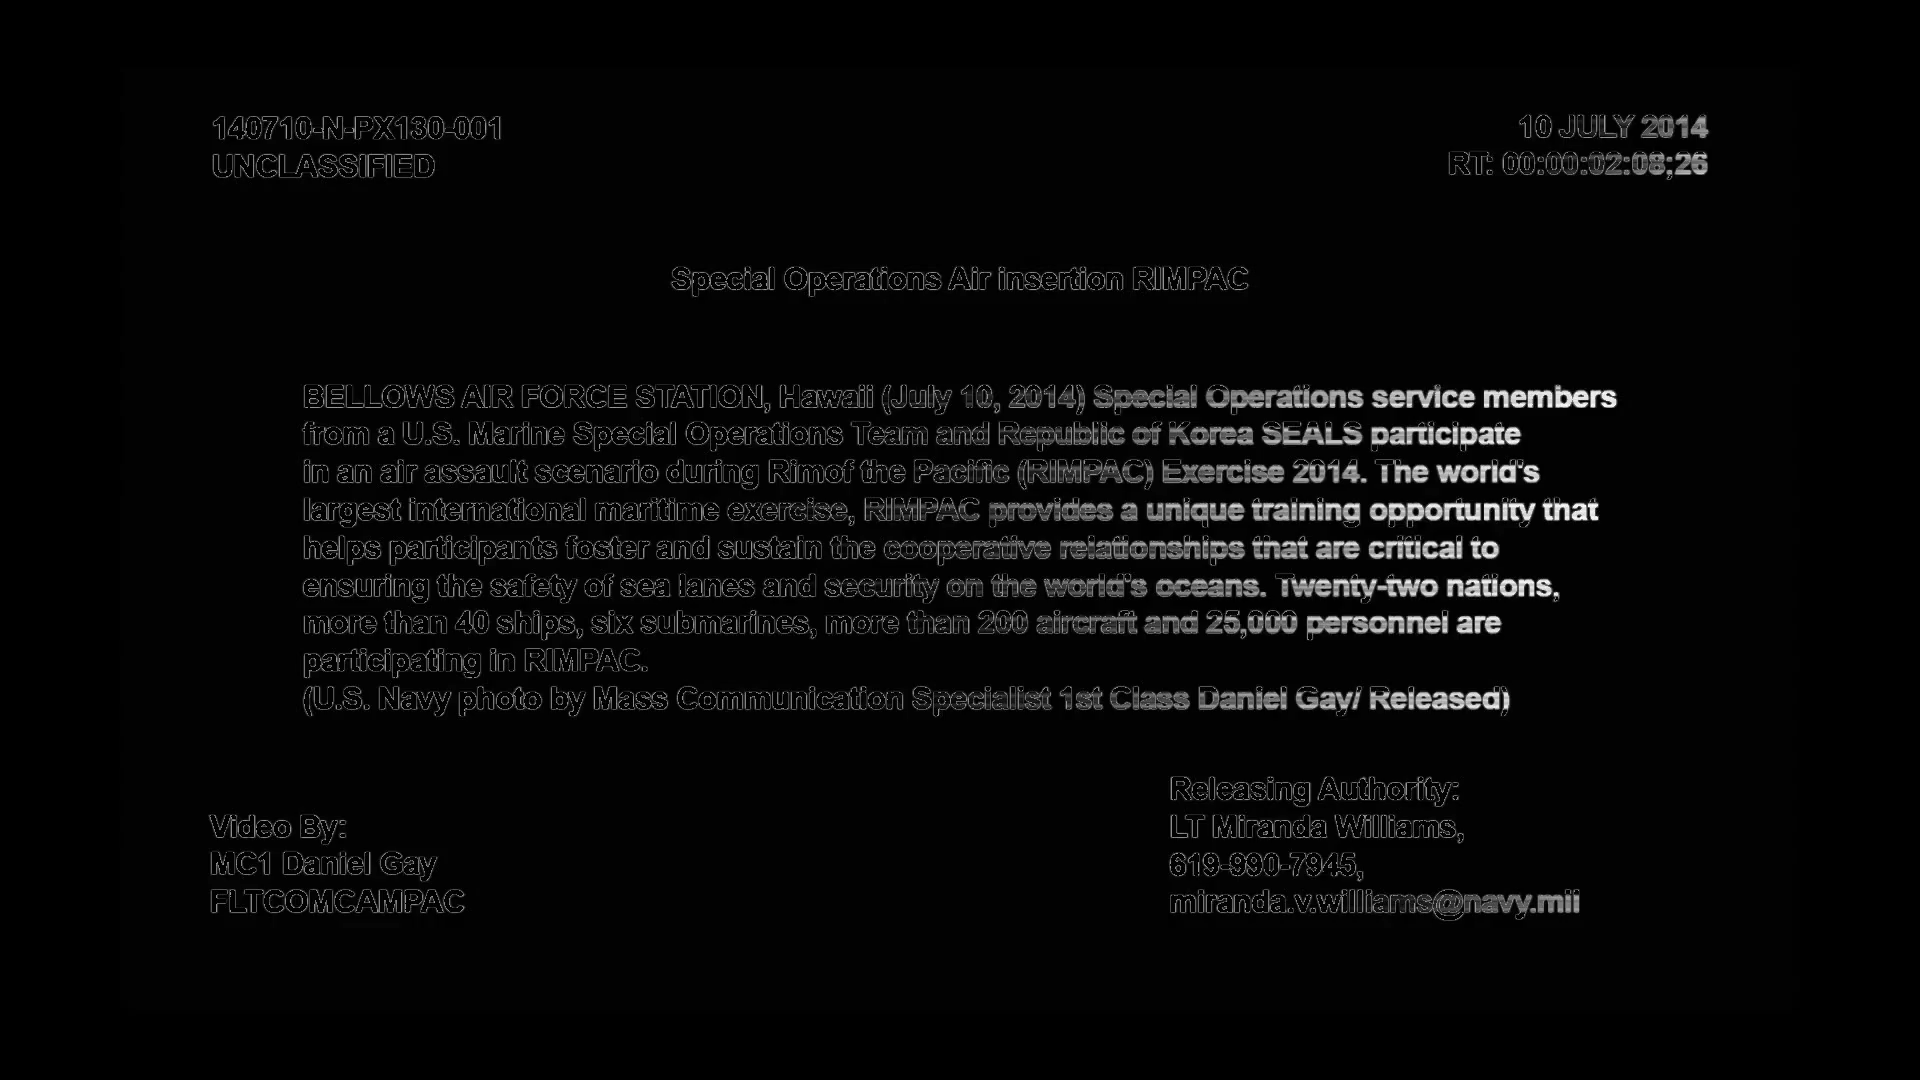 140710-N-PX130-001
UNCLASSIFIED
10 JULY 2014
RT: 00:00:02:08;26
Special Operations Air insertion RIMPAC
BELLOWS AIR FORCE STATION, Hawaii (July 10, 2014) Special Operations service members
from a U.S. Marine Special Operations Team and Republic of Korea SEALS participate
in an air assault scenario during Rimof the Pacific (RIMPAC) Exercise 2014. The world's
largest international maritime exercise, RIMPAC provides a unique training opportunity that
helps participants foster and sustain the cooperative relationships that are critical to
ensuring the safety of sea lanes and security on the world's oceans. Twenty-two nations,
more than 40 ships, six submarines, more than 200 aircraft and 25,000 personnel are
participating in RIMPAC.
(U.S. Navy photo by Mass Communication Specialist 1st Class Daniel Gay/ Released)
Video By:
MC1 Daniel Gay
FLTCOMCAMPAC
Releasing Authority:
LT Miranda Williams,
619-990-7945,
miranda.v.williams@navy.mil